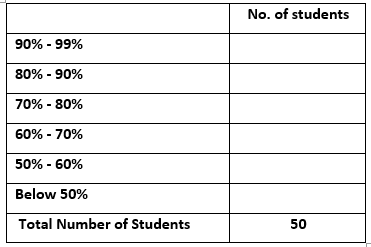 No. of students
90% - 99%
80% - 90%
70% - 80%
60% - 70%
50% - 60%
Below 50%
Total Number of Students 50